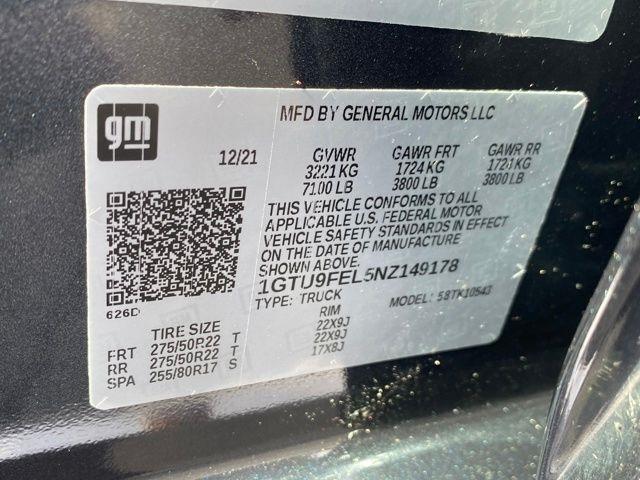 gm
MFD BY GENERAL MOTORS LLC
12/21 GVWR GAWR FRT GAWR RR
3221 KG 1724 KG 1724 KG
7100 LB 3800 LB 3800 LB
THIS VEHICLE CONFORMS TO ALL
APPLICABLE U.S. FEDERAL MOTOR
VEHICLE SAFETY STANDARDS IN EFFECT
ON THE DATE OF MANUFACTURE
SHOWN ABOVE.
1GTU9FEL5NZ149178
626D TYPE: TRUCK MODEL: 58TK10543
TIRE SIZE RIM
FRT 275/50R22 T 22X9J
RR 275/50R22 T 22X9J
SPA 255/80R17 S 17X8J